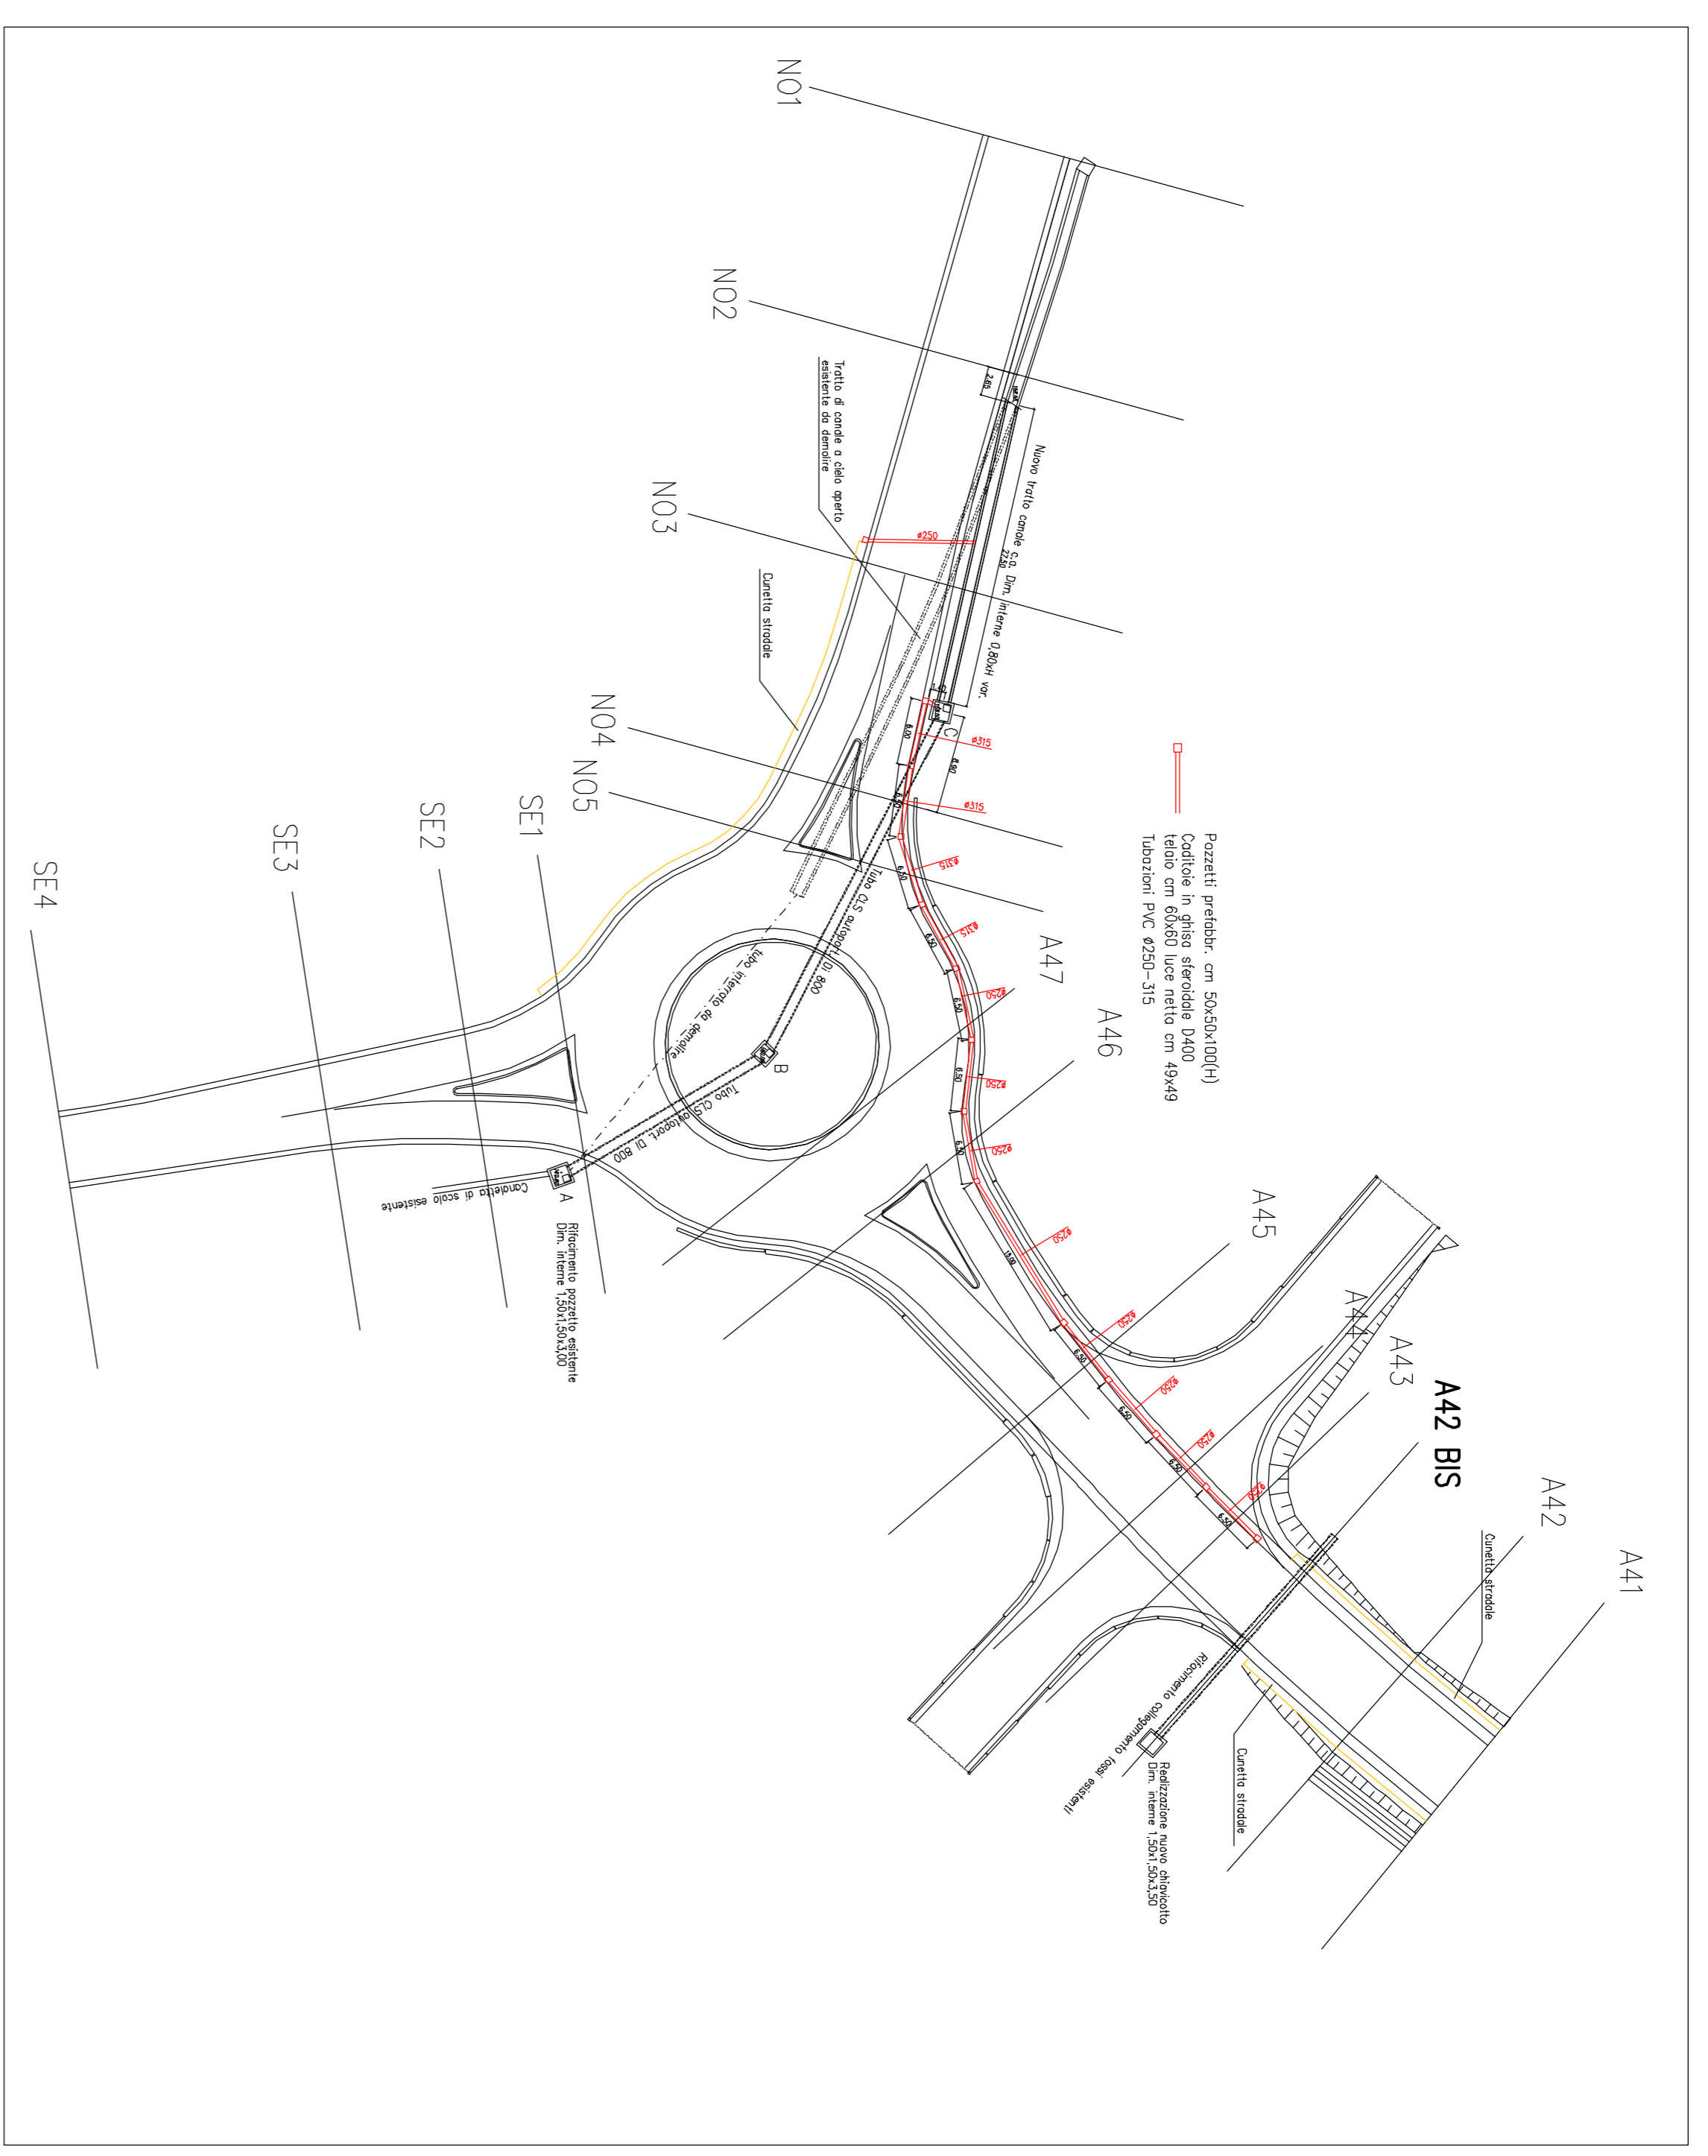 N01
N02
N03
N04
N05
SE1
SE2
SE3
SE4
A47
A46
A45
A44
A43
A42 BIS
A42
A41
Tratto di canale a cielo aperto
esistente da demolire
Cunetta stradale
2.65
Nuovo tratto canale c.a. Dim. interne 0,80xH var.
27.50
ø250
C
6.00
8.90
ø315
6.50
ø315
6.50
ø315
6.50
ø315
6.50
ø250
6.50
ø250
6.50
ø250
13.00
ø250
6.50
ø250
6.50
ø250
6.50
ø250
6.50
ø250
Pozzetti prefabbr. cm 50x50x100(H)
Caditoie in ghisa sferoidale D400
telaio cm 60x60 luce netta cm 49x49
Tubazioni PVC ø250-315
Tubo CLS autoport. Di 800
tubo interrato da demolire
B
Tubo CLS autoport. Di 800
A
Canaletta di scolo esistente
Rifacimento pozzetto esistente
Dim. interne 1,50x1,50x3,00
Cunetta stradale
Rifacimento collegamento fossi esistenti
Realizzazione nuovo chiavicotto
Dim. interne 1,50x1,50x3,50
Cunetta stradale